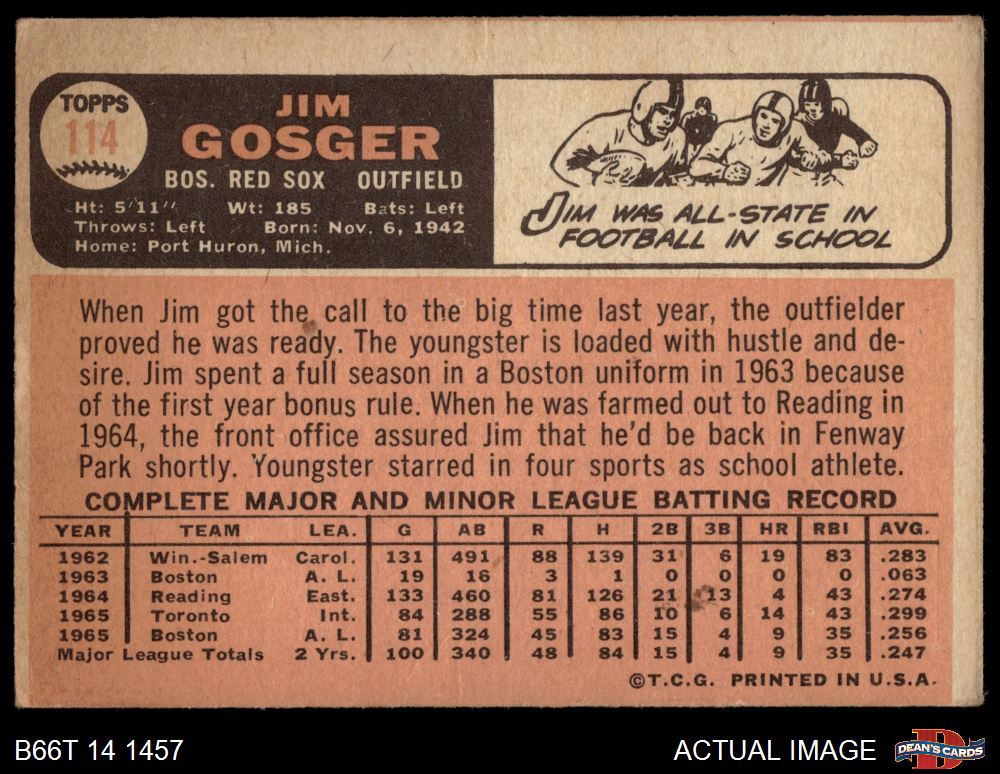 TOPPS
114
JIM
GOSGER
BOS. RED SOX OUTFIELD
Ht: 5'11" Wt: 185 Bats: Left
Throws: Left Born: Nov. 6, 1942
Home: Port Huron, Mich.
JIM WAS ALL-STATE IN
FOOTBALL IN SCHOOL
When Jim got the call to the big time last year, the outfielder
proved he was ready. The youngster is loaded with hustle and de-
sire. Jim spent a full season in a Boston uniform in 1963 because
of the first year bonus rule. When he was farmed out to Reading in
1964, the front office assured Jim that he'd be back in Fenway
Park shortly. Youngster starred in four sports as school athlete.
COMPLETE MAJOR AND MINOR LEAGUE BATTING RECORD
YEAR TEAM LEA. G AB R H 2B 3B HR RBI AVG.
1962 Win.-Salem Carol. 131 491 88 139 31 6 19 83 .283
1963 Boston A. L. 19 16 3 1 0 0 0 0 .063
1964 Reading East. 133 460 81 126 21 13 4 43 .274
1965 Toronto Int. 84 288 55 86 10 6 14 43 .299
1965 Boston A. L. 81 324 45 83 15 4 9 35 .256
Major League Totals 2 Yrs. 100 340 48 84 15 4 9 35 .247
©T.C.G. PRINTED IN U.S.A.
B66T 14 1457
ACTUAL IMAGE
D
DEAN'S CARDS